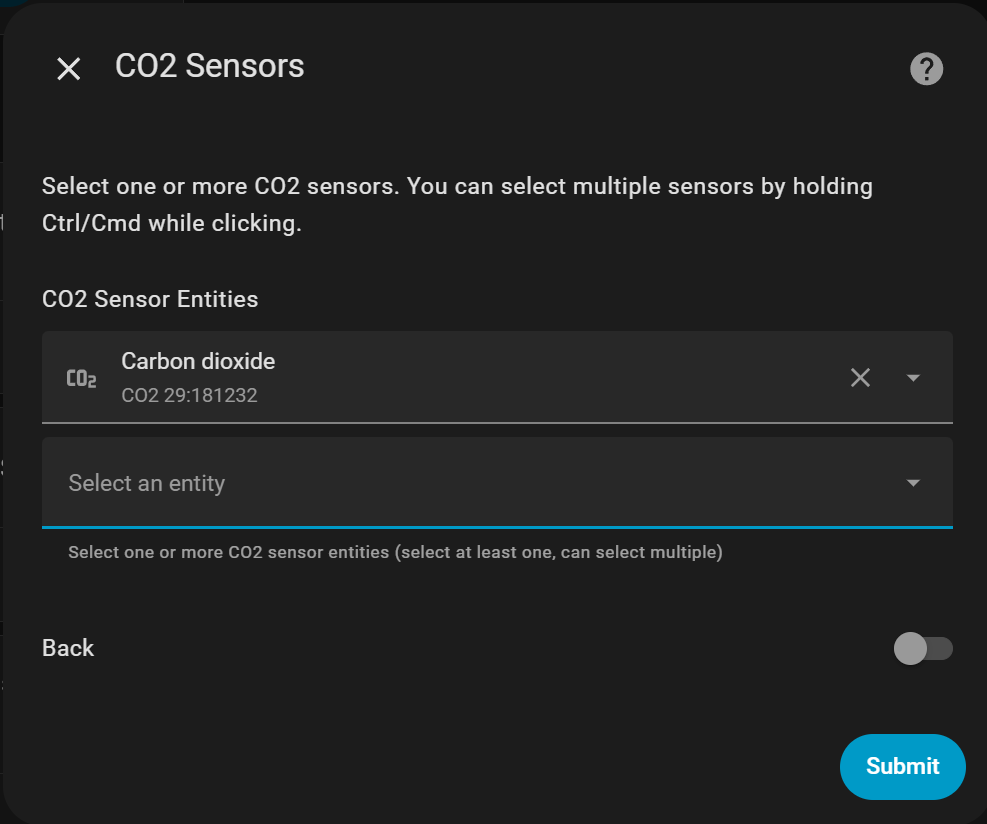 CO2 Sensors
Select one or more CO2 sensors. You can select multiple sensors by holding
Ctrl/Cmd while clicking.
CO2 Sensor Entities
CO₂
Carbon dioxide
CO2 29:181232
Select an entity
Select one or more CO2 sensor entities (select at least one, can select multiple)
Back
Submit